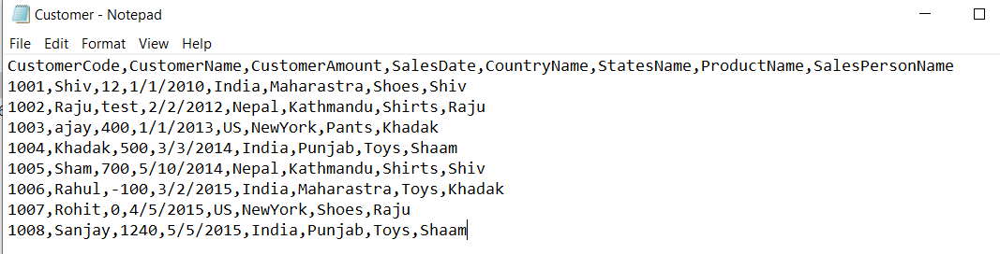 Customer - Notepad
File Edit Format View Help
CustomerCode,CustomerName,CustomerAmount,SalesDate,CountryName,StatesName,ProductName,SalesPersonName
1001,Shiv,12,1/1/2010,India,Maharastra,Shoes,Shiv
1002,Raju,test,2/2/2012,Nepal,Kathmandu,Shirts,Raju
1003,ajay,400,1/1/2013,US,NewYork,Pants,Khadak
1004,Khadak,500,3/3/2014,India,Punjab,Toys,Shaam
1005,Sham,700,5/10/2014,Nepal,Kathmandu,Shirts,Shiv
1006,Rahul,-100,3/2/2015,India,Maharastra,Toys,Khadak
1007,Rohit,0,4/5/2015,US,NewYork,Shoes,Raju
1008,Sanjay,1240,5/5/2015,India,Punjab,Toys,Shaam